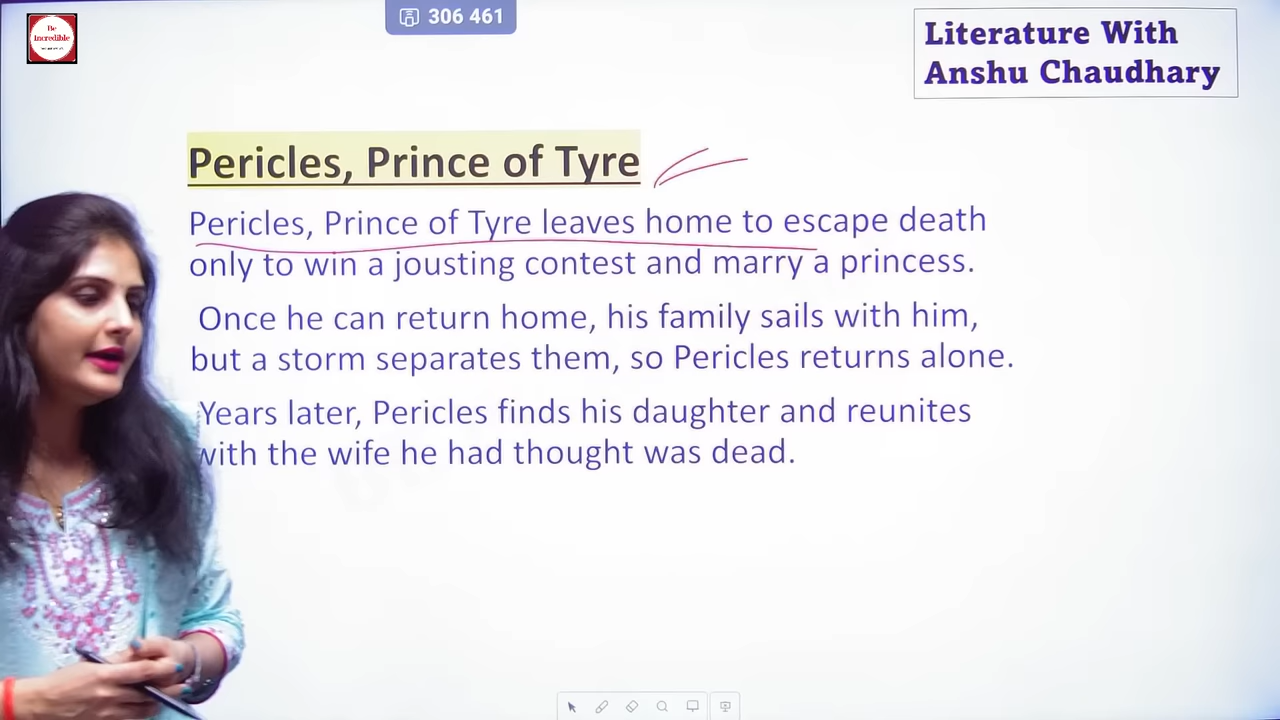 Be
Incredible
306 461
Literature With
Anshu Chaudhary
Pericles, Prince of Tyre
Pericles, Prince of Tyre leaves home to escape death
only to win a jousting contest and marry a princess.
Once he can return home, his family sails with him,
but a storm separates them, so Pericles returns alone.
Years later, Pericles finds his daughter and reunites
with the wife he had thought was dead.